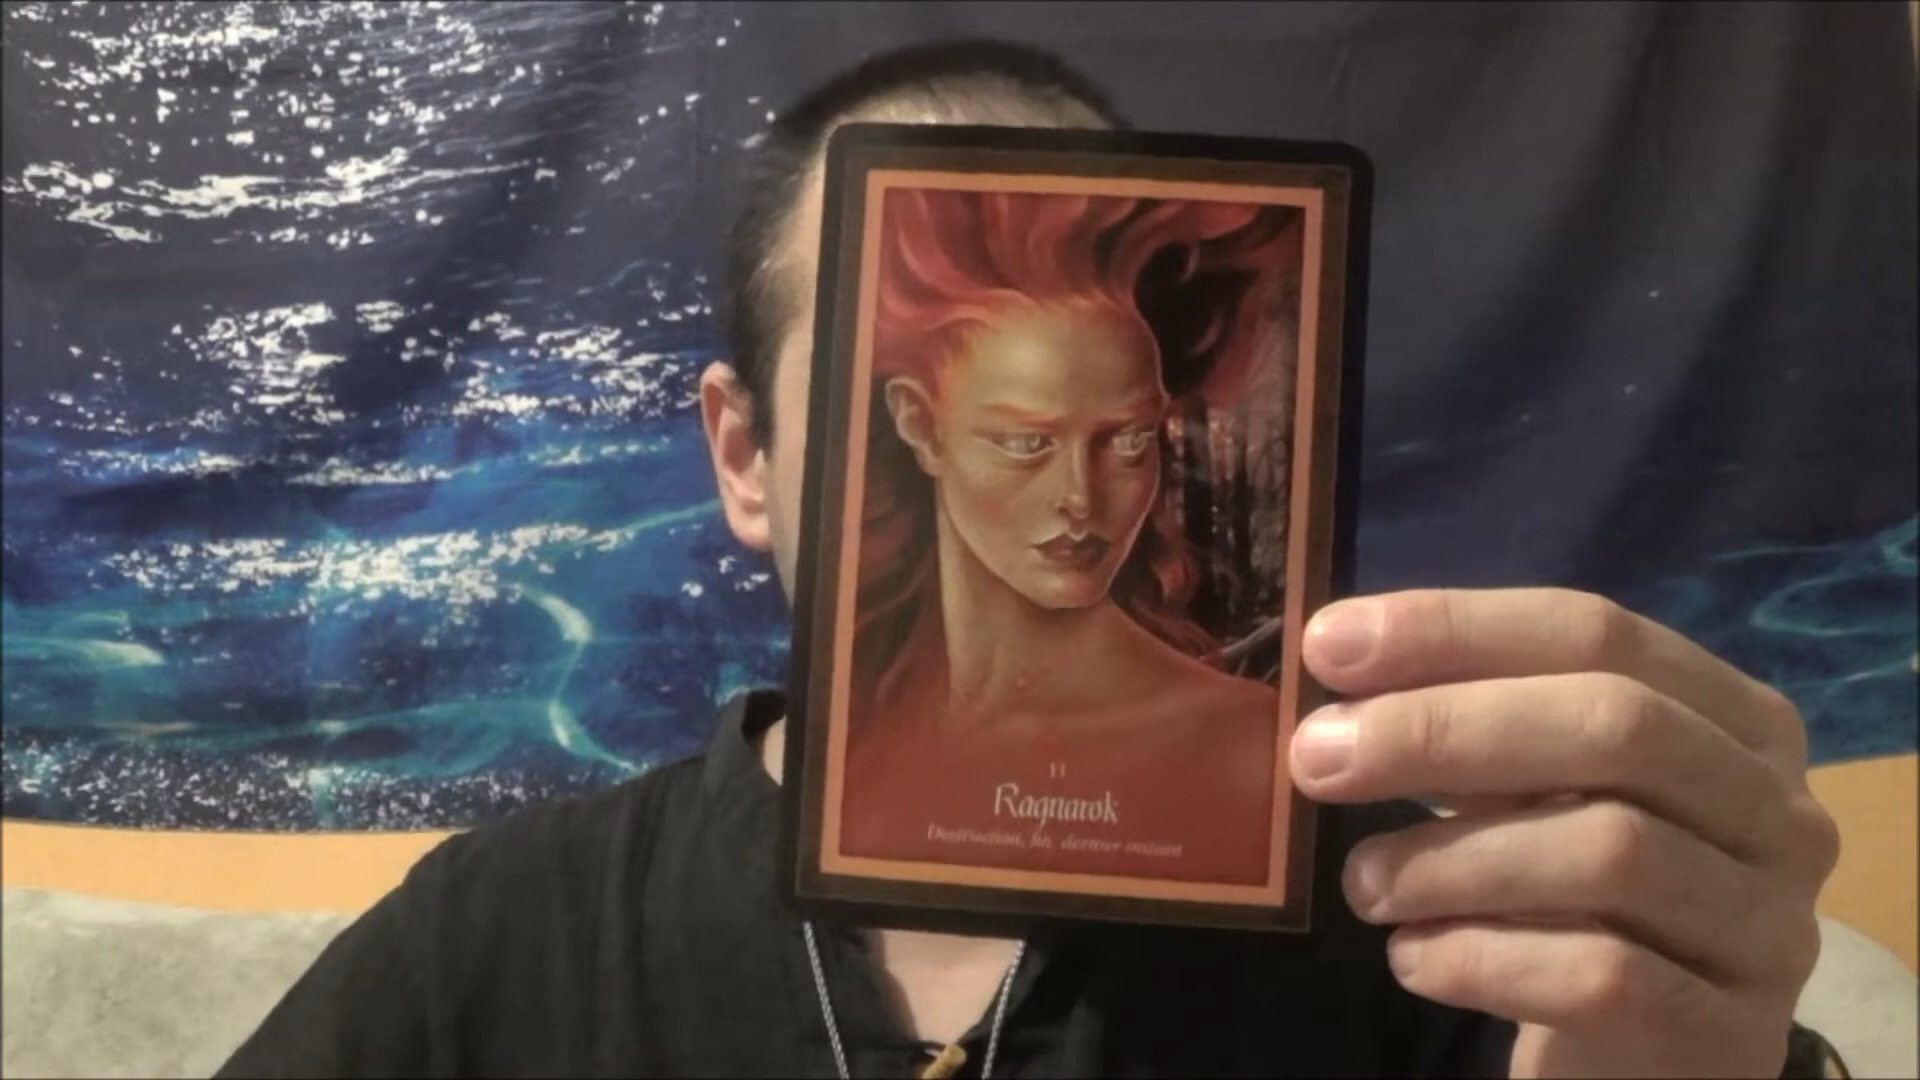 11
Ragnarok
Destruction, fin, dernier instant